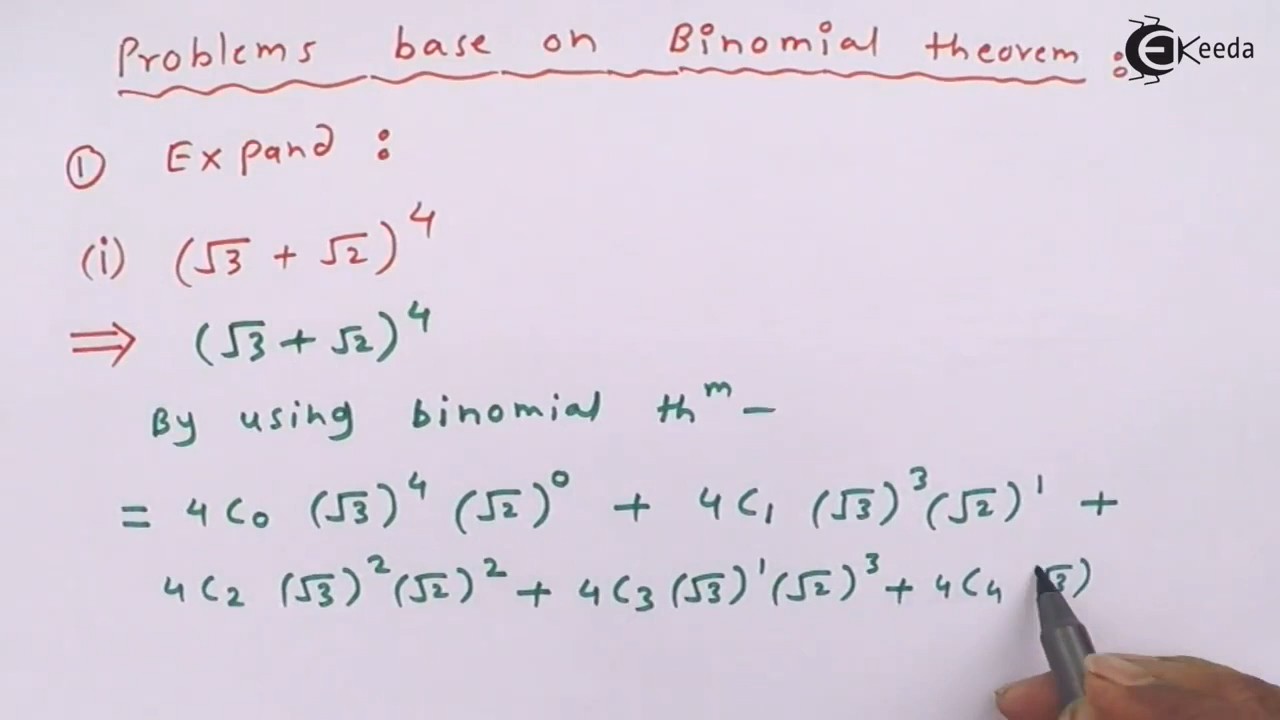 Problems base on Binomial theorem :
Keeda
① Expand :
(i) (√3 + √2)⁴
⇒ (√3 + √2)⁴
By using binomial thᵐ –
= 4C₀ (√3)⁴ (√2)⁰ + 4C₁ (√3)³ (√2)¹ +
4C₂ (√3)² (√2)² + 4C₃ (√3)¹ (√2)³ + 4C₄ √3)